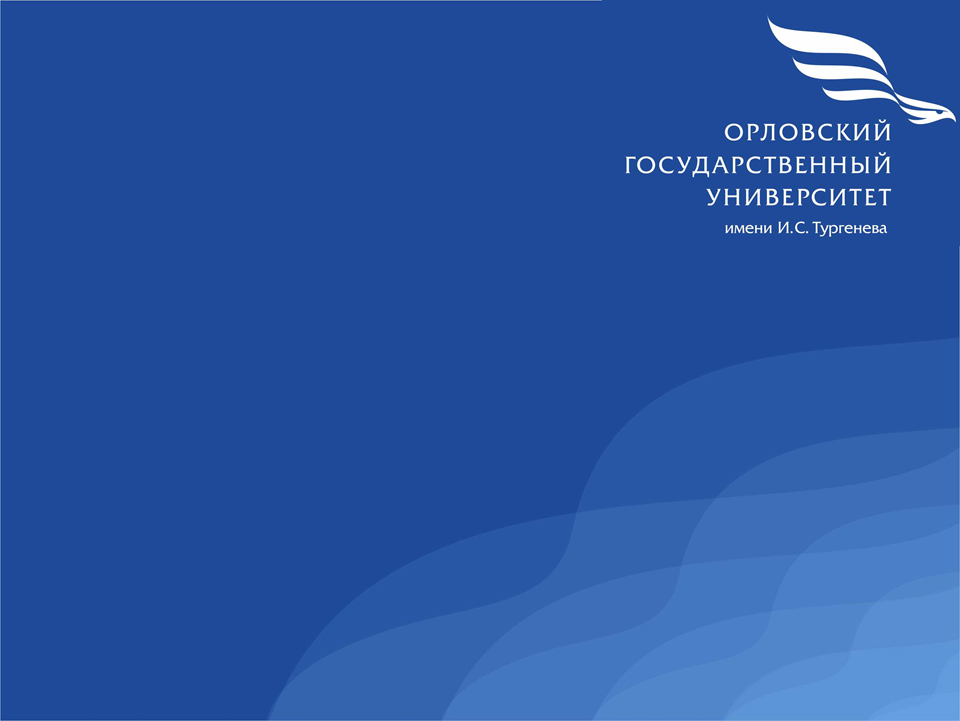 ОРЛОВСКИЙ
ГОСУДАРСТВЕННЫЙ
УНИВЕРСИТЕТ
имени И.С. Тургенева